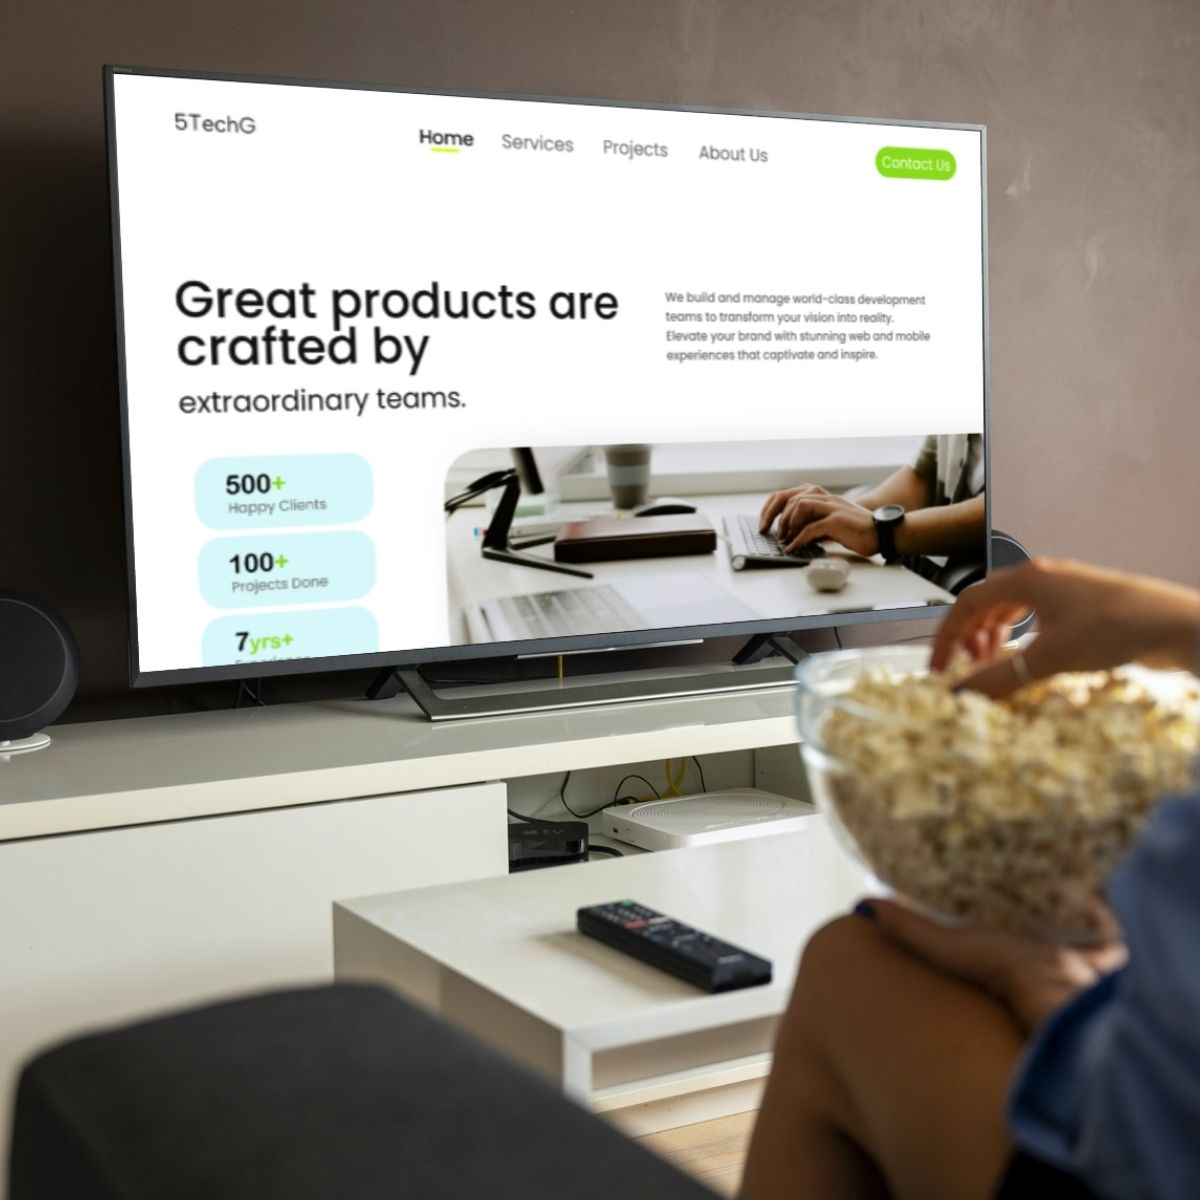 5TechG
Home Services Projects About Us
Contact Us
Great products are
crafted by
extraordinary teams.
We build and manage world-class development
teams to transform your vision into reality.
Elevate your brand with stunning web and mobile
experiences that captivate and inspire.
500+
Happy Clients
100+
Projects Done
7yrs+
tv